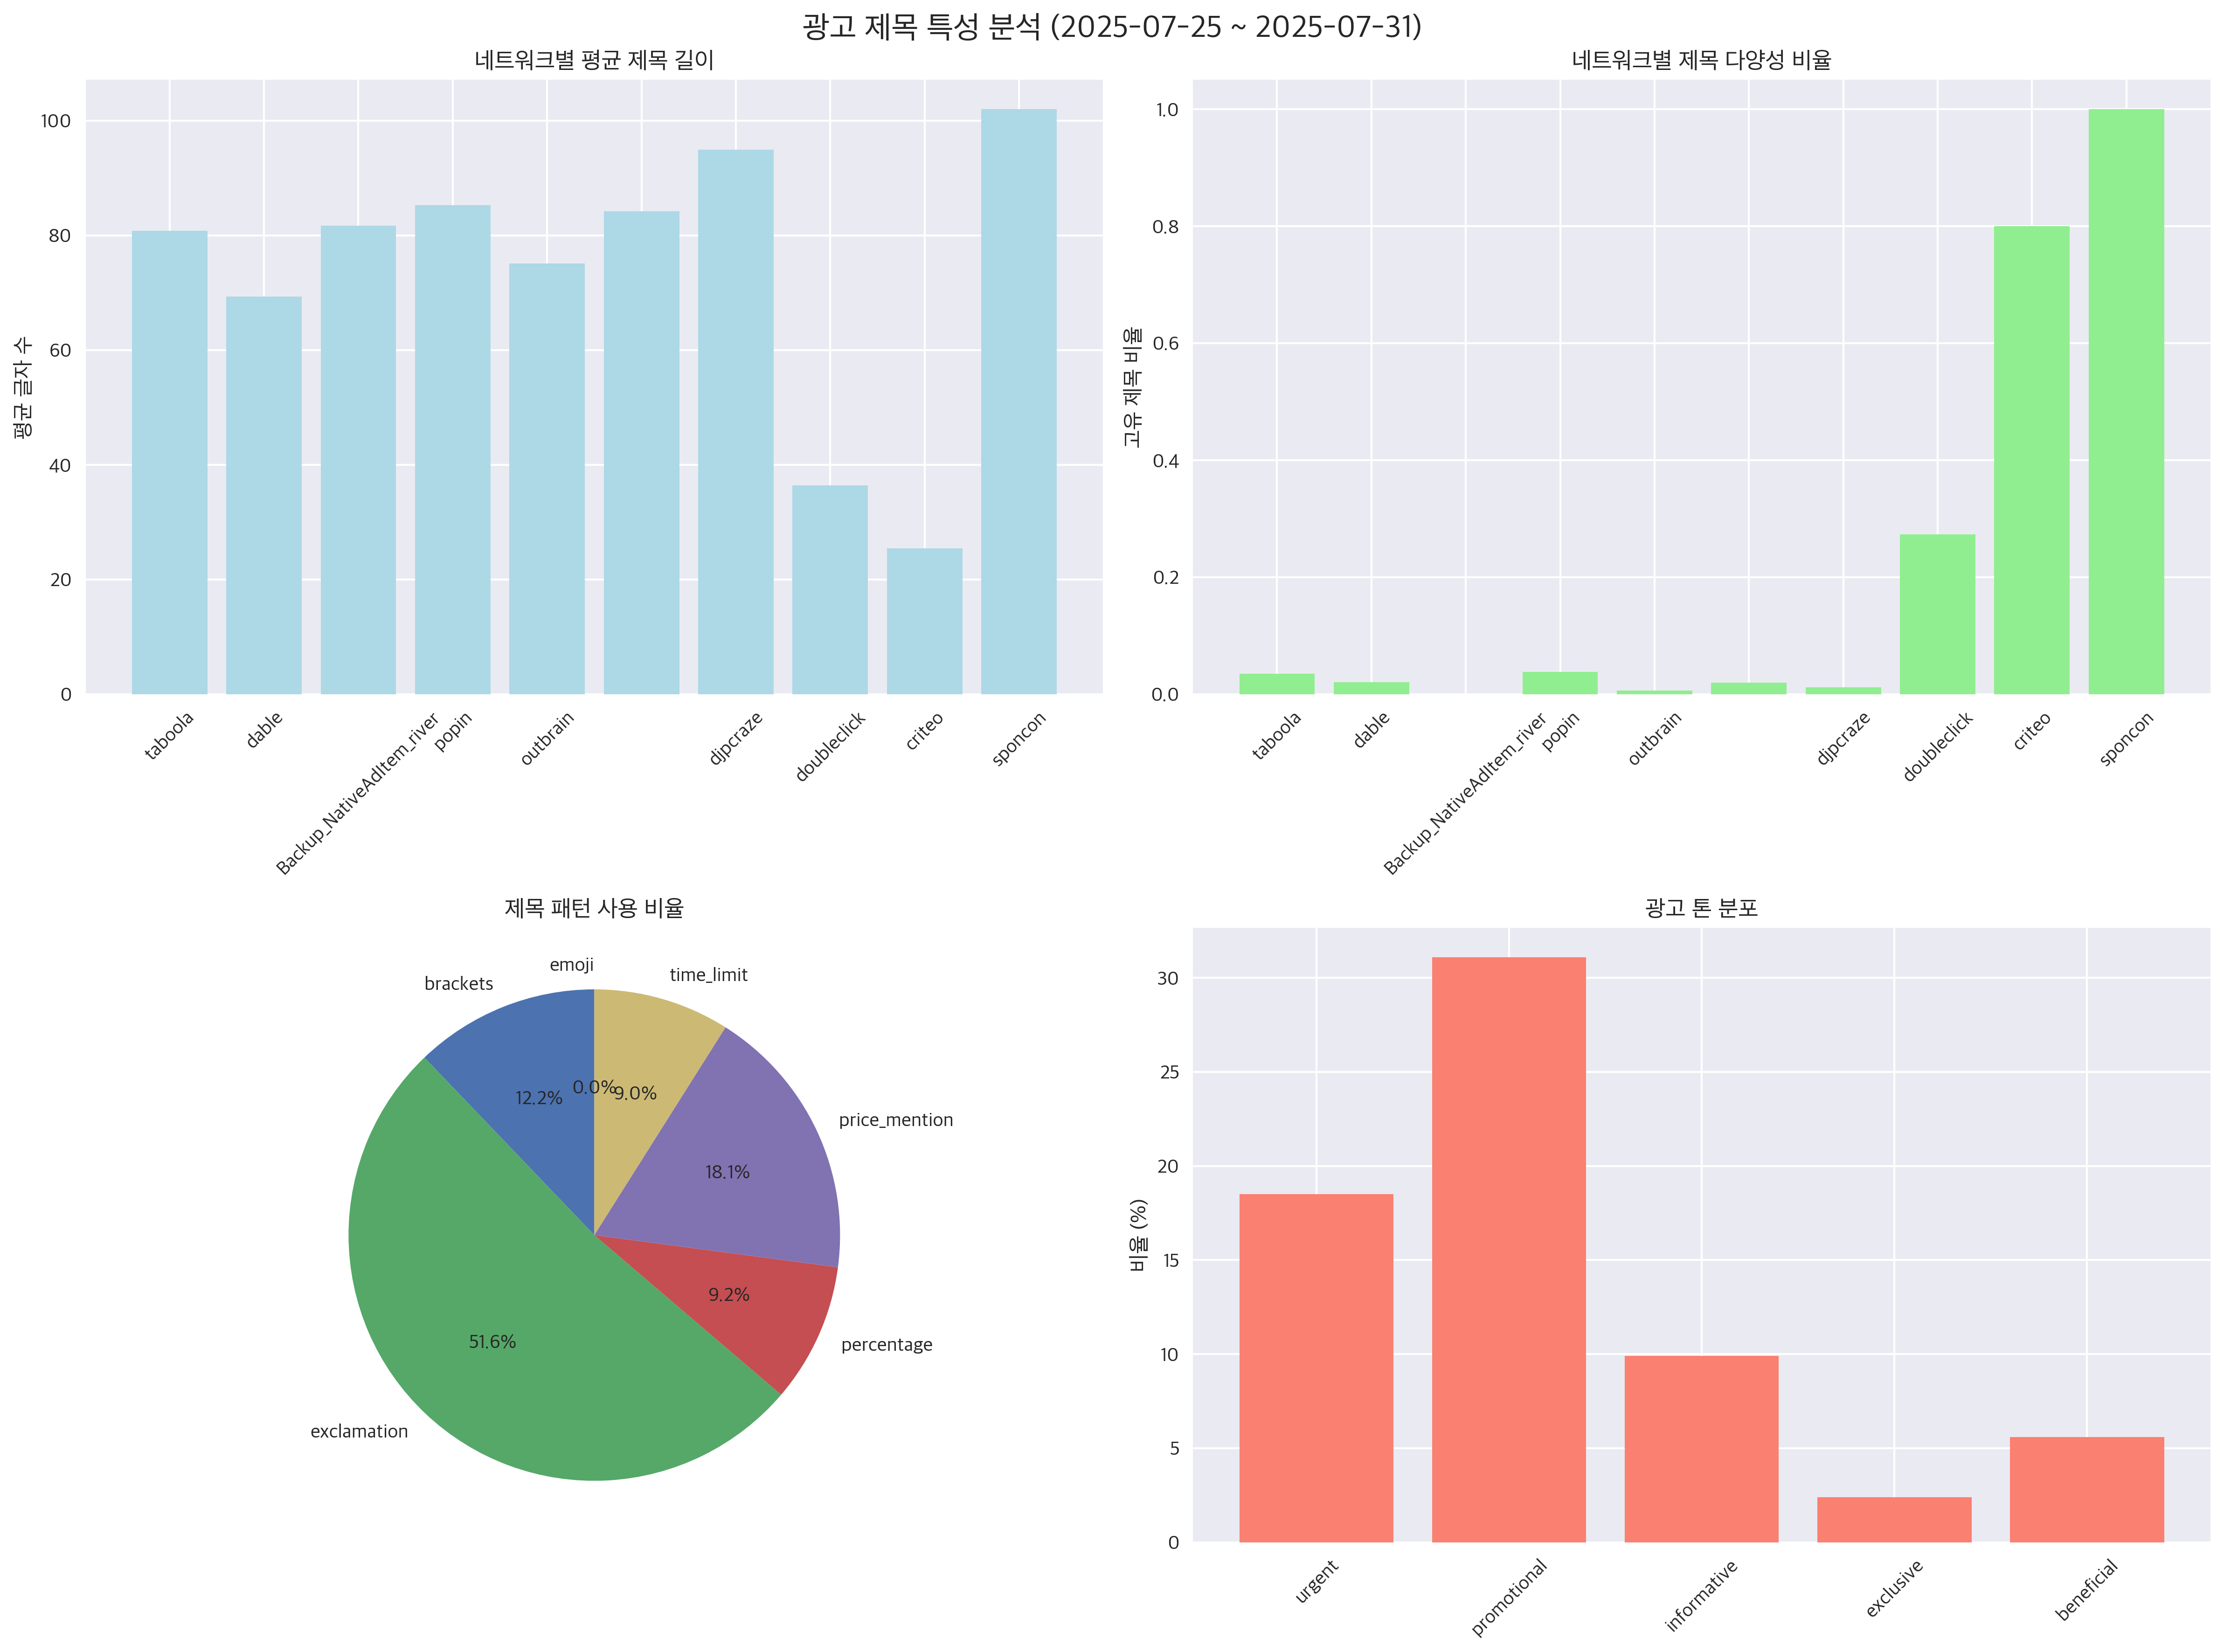 광고 제목 특성 분석 (2025-07-25 ~ 2025-07-31)
네트워크별 평균 제목 길이
평균 글자 수
100
80
60
40
20
0
taboola
dable
Backup_NativeAdItem_river
popin
outbrain
djpcraze
doubleclick
criteo
sponcon
네트워크별 제목 다양성 비율
고유 제목 비율
1.0
0.8
0.6
0.4
0.2
0.0
taboola
dable
Backup_NativeAdItem_river
popin
outbrain
djpcraze
doubleclick
criteo
sponcon
제목 패턴 사용 비율
emoji
time_limit
brackets
0.0%
9.0%
12.2%
price_mention
18.1%
9.2%
percentage
51.6%
exclamation
광고 톤 분포
비율 (%)
30
25
20
15
10
5
0
urgent
promotional
informative
exclusive
beneficial